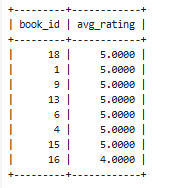 +---------+------------+
| book_id | avg_rating |
+---------+------------+
| 18 | 5.0000 |
| 1 | 5.0000 |
| 9 | 5.0000 |
| 13 | 5.0000 |
| 6 | 5.0000 |
| 4 | 5.0000 |
| 15 | 5.0000 |
| 16 | 4.0000 |
+---------+------------+